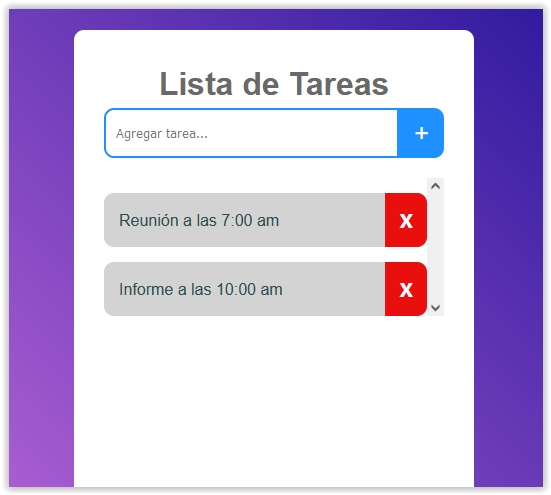 Lista de Tareas
Agregar tarea...
+
Reunión a las 7:00 am
X
Informe a las 10:00 am
X